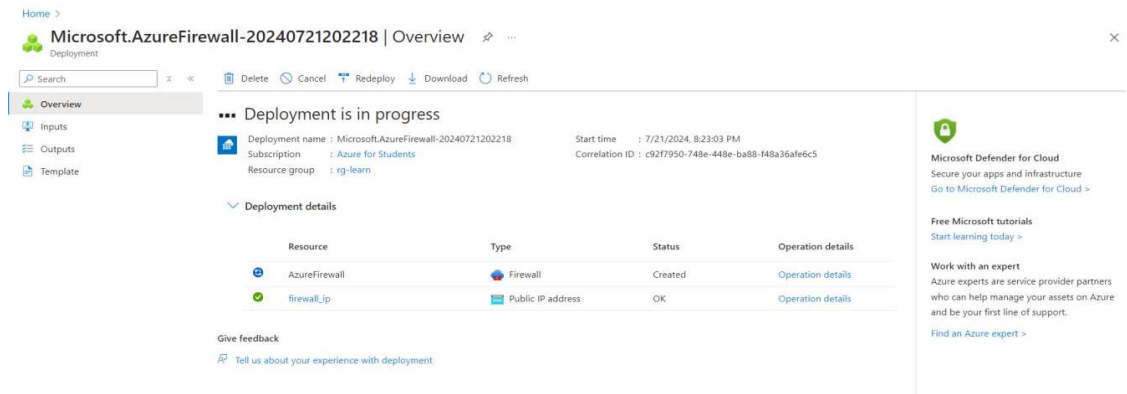 Home >
Microsoft.AzureFirewall-20240721202218 | Overview ...
Deployment
Search
Delete Cancel Redeploy Download Refresh
Overview
Inputs
Outputs
Template
... Deployment is in progress
Deployment name : Microsoft.AzureFirewall-20240721202218
Subscription : Azure for Students
Resource group : rg-learn
Start time : 7/21/2024, 8:23:03 PM
Correlation ID : c92f7950-748e-448e-ba88-f48a36afe6c5
Deployment details
Resource Type Status Operation details
AzureFirewall Firewall Created Operation details
firewall_ip Public IP address OK Operation details
Give feedback
Tell us about your experience with deployment
Microsoft Defender for Cloud
Secure your apps and infrastructure
Go to Microsoft Defender for Cloud >
Free Microsoft tutorials
Start learning today >
Work with an expert
Azure experts are service provider partners
who can help manage your assets on Azure
and be your first line of support.
Find an Azure expert >